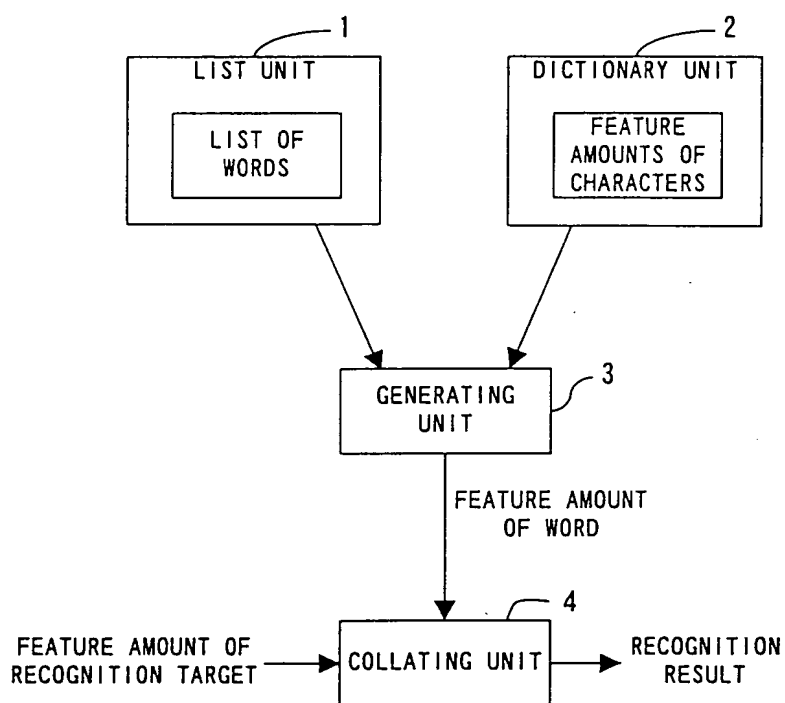 1
LIST UNIT
LIST OF
WORDS
2
DICTIONARY UNIT
FEATURE
AMOUNTS OF
CHARACTERS
3
GENERATING
UNIT
FEATURE AMOUNT
OF WORD
4
FEATURE AMOUNT OF
RECOGNITION TARGET
COLLATING UNIT
RECOGNITION
RESULT